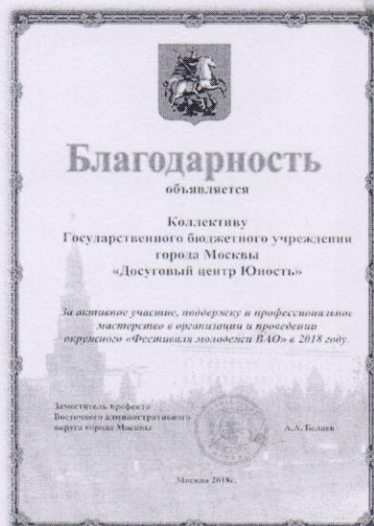 Благодарность
объявляется
Коллективу
Государственного бюджетного учреждения
города Москвы
«Досуговый центр Юность»
За активное участие, поддержку и профессиональное
мастерство в организации и проведении
окружного «Фестиваля молодежи ВАО» в 2018 году
Заместитель префекта
Восточного административного
округа города Москвы
А.А. Беляев
Москва 2018г.